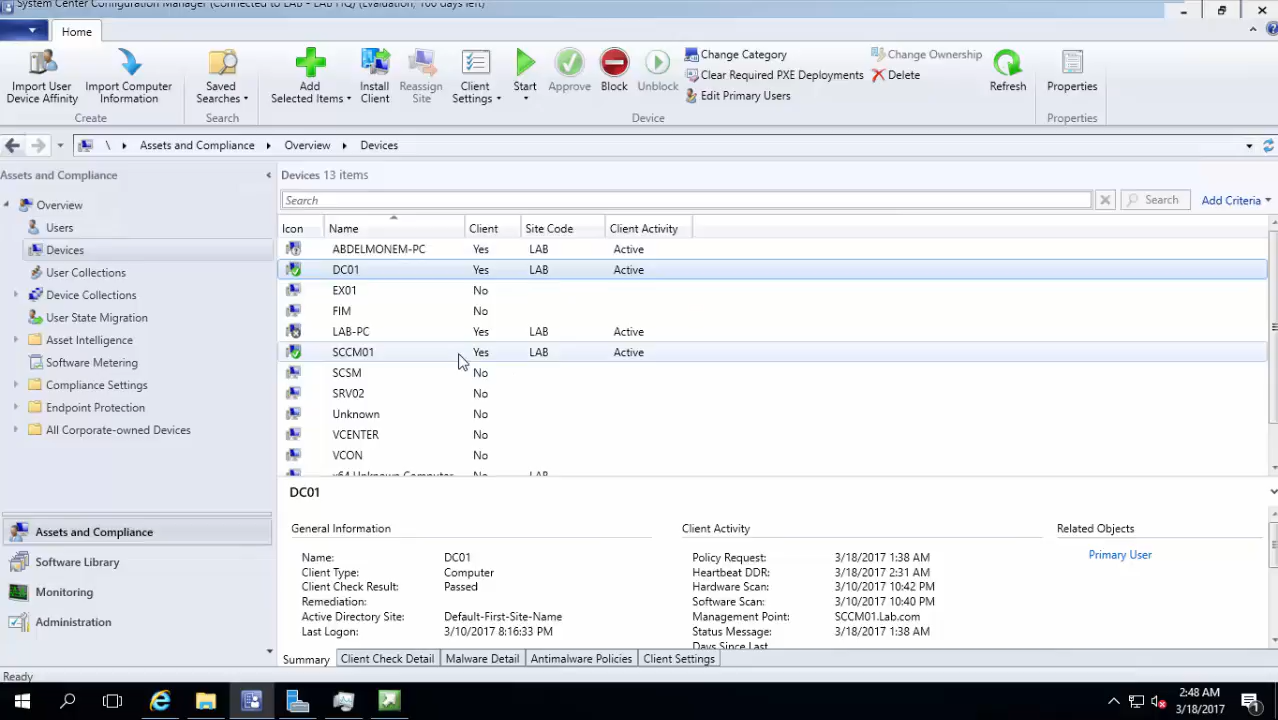 System Center Configuration Manager (Connected to LAB - LAB HQ) (Evaluation, 160 days left)
Home
Import User Device Affinity
Import Computer Information
Saved Searches
Add Selected Items
Install Client
Reassign Site
Client Settings
Start
Approve
Block
Unblock
Change Category
Clear Required PXE Deployments
Edit Primary Users
Change Ownership
Delete
Refresh
Properties
Create
Search
Device
Properties
\ Assets and Compliance Overview Devices
Assets and Compliance
Overview
Users
Devices
User Collections
Device Collections
User State Migration
Asset Intelligence
Software Metering
Compliance Settings
Endpoint Protection
All Corporate-owned Devices
Assets and Compliance
Software Library
Monitoring
Administration
Devices 13 items
Search
Search
Add Criteria
Icon Name Client Site Code Client Activity
ABDELMONEM-PC Yes LAB Active
DC01 Yes LAB Active
EX01 No
FIM No
LAB-PC Yes LAB Active
SCCM01 Yes LAB Active
SCSM No
SRV02 No
Unknown No
VCENTER No
VCON No
x64 Unknown Computer No LAB
DC01
General Information
Name: DC01
Client Type: Computer
Client Check Result: Passed
Remediation:
Active Directory Site: Default-First-Site-Name
Last Logon: 3/10/2017 8:16:33 PM
Client Activity
Policy Request: 3/18/2017 1:38 AM
Heartbeat DDR: 3/18/2017 2:31 AM
Hardware Scan: 3/10/2017 10:42 PM
Software Scan: 3/10/2017 10:40 PM
Management Point: SCCM01.Lab.com
Status Message: 3/18/2017 1:38 AM
Days Since Last
Related Objects
Primary User
Summary Client Check Detail Malware Detail Antimalware Policies Client Settings
Ready
2:48 AM
3/18/2017
1